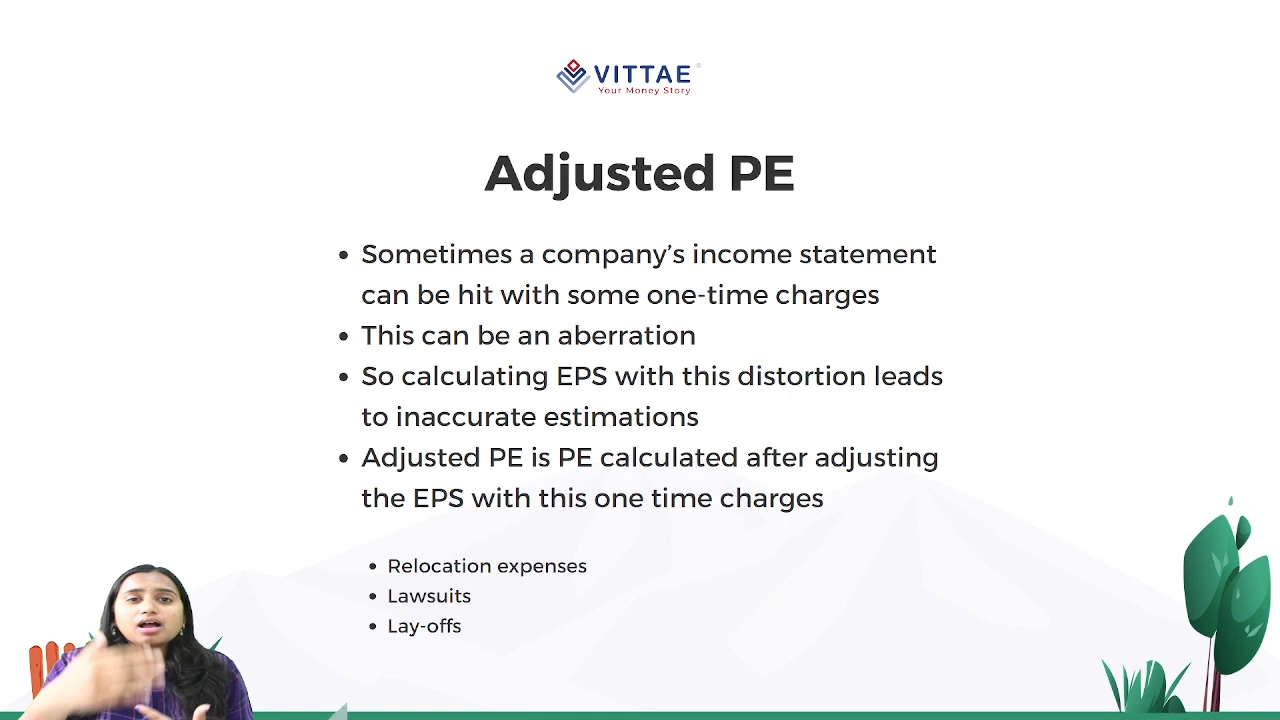 VITTAE
Your Money Story
Adjusted PE
• Sometimes a company’s income statement
can be hit with some one-time charges
• This can be an aberration
• So calculating EPS with this distortion leads
to inaccurate estimations
• Adjusted PE is PE calculated after adjusting
the EPS with this one time charges
• Relocation expenses
• Lawsuits
• Lay-offs